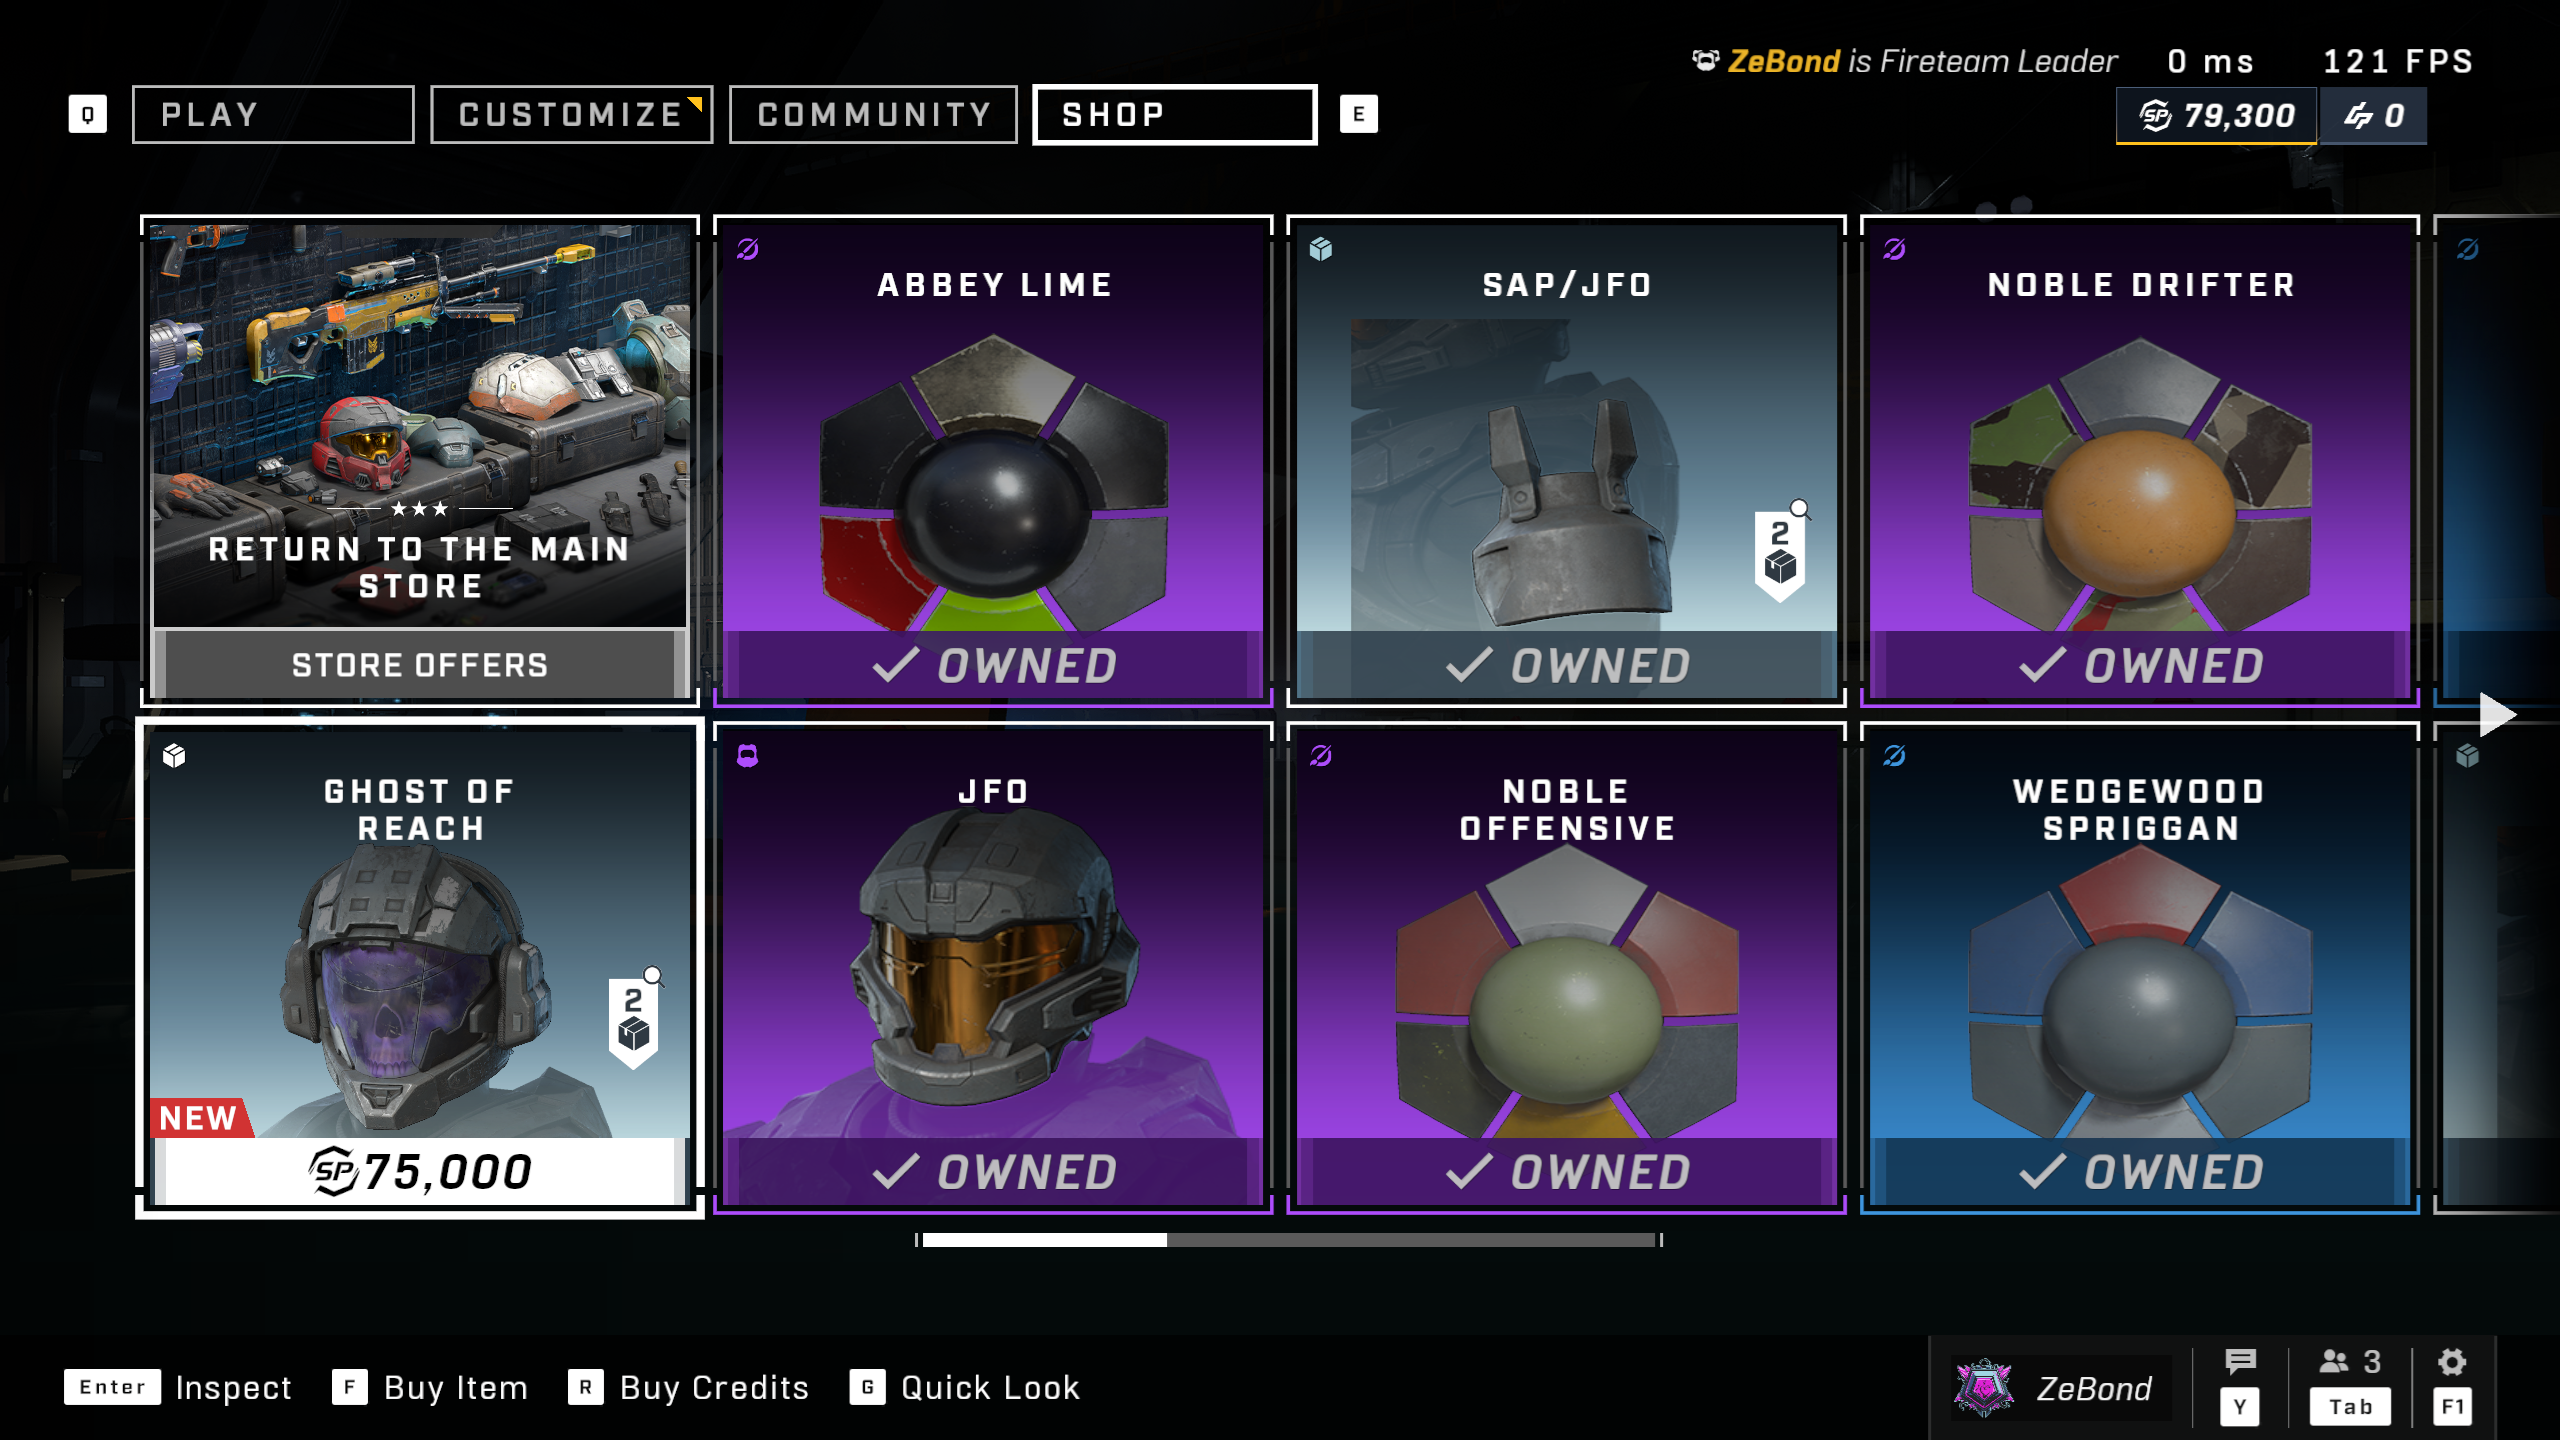 ZeBond is Fireteam Leader
0 ms
121 FPS
Q
PLAY
CUSTOMIZE
COMMUNITY
SHOP
E
SP 79,300
0
RETURN TO THE MAIN
STORE
STORE OFFERS
ABBEY LIME
OWNED
SAP/JFO
2
OWNED
NOBLE DRIFTER
OWNED
GHOST OF
REACH
2
NEW
SP 75,000
JFO
OWNED
NOBLE
OFFENSIVE
OWNED
WEDGEWOOD
SPRIGGAN
OWNED
Enter Inspect
F Buy Item
R Buy Credits
G Quick Look
ZeBond
Y
3
Tab
F1